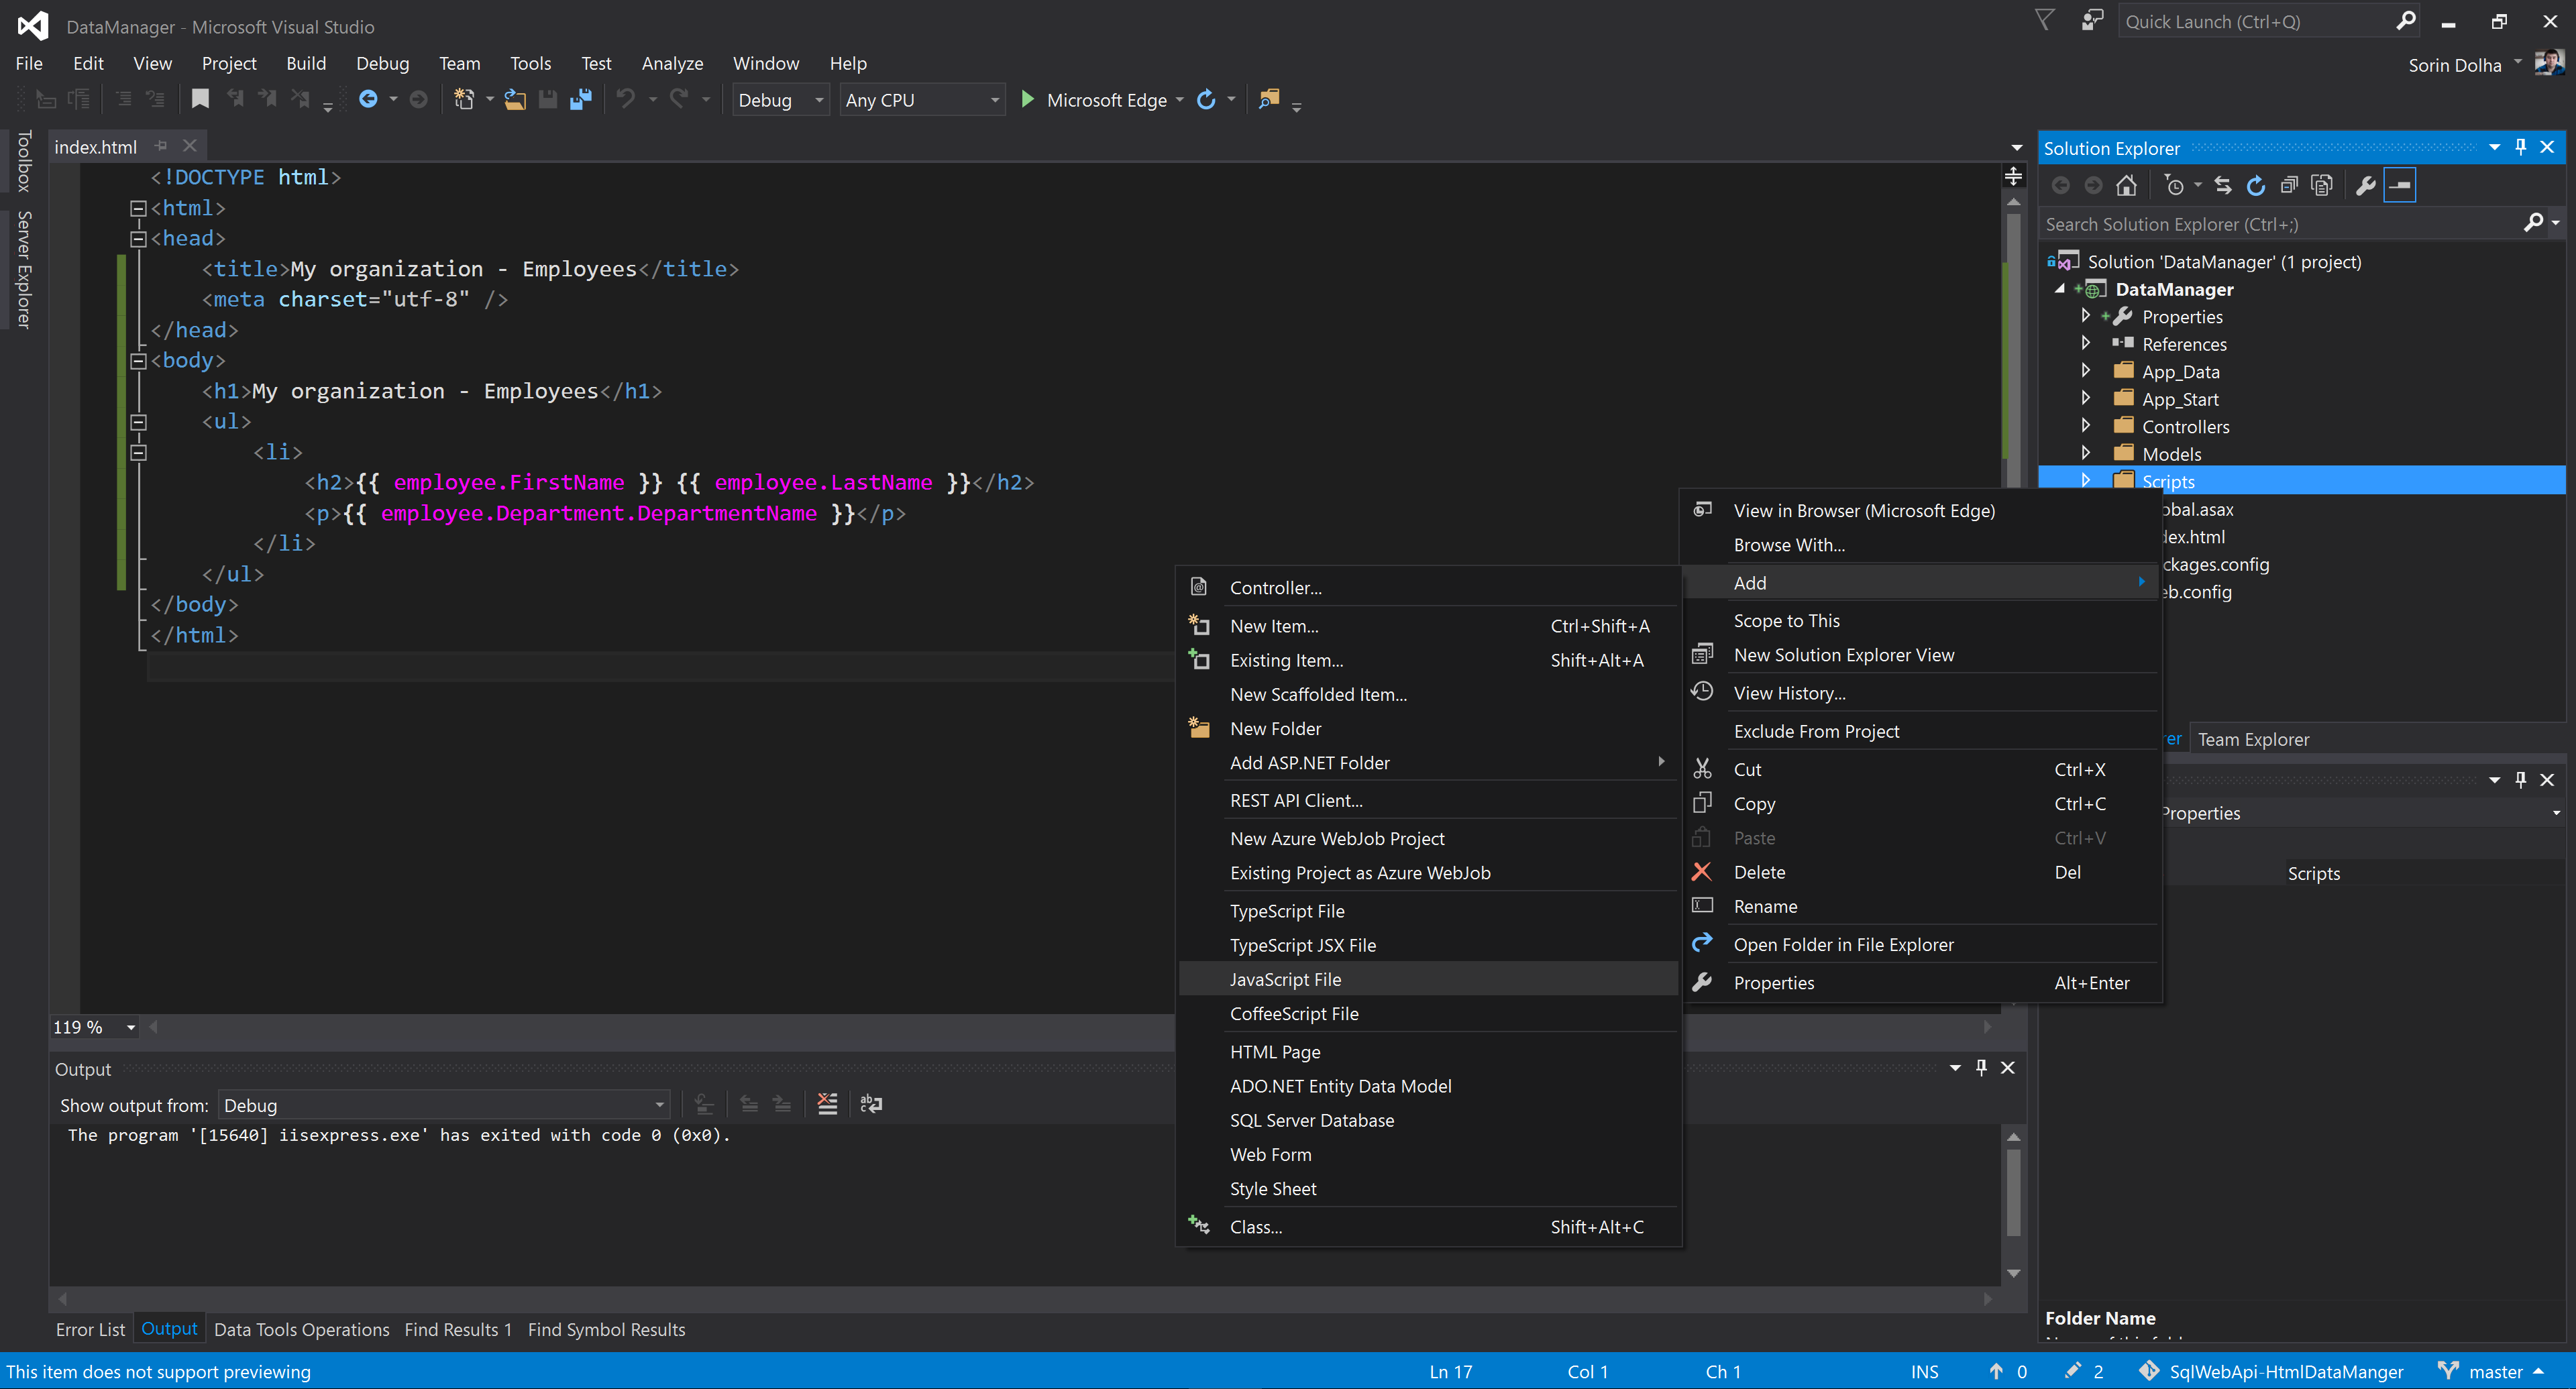 DataManager - Microsoft Visual Studio
Quick Launch (Ctrl+Q)
File Edit View Project Build Debug Team Tools Test Analyze Window Help
Sorin Dolha
Debug Any CPU Microsoft Edge
Toolbox
Server Explorer
index.html
<!DOCTYPE html>
<html>
<head>
<title>My organization - Employees</title>
<meta charset="utf-8" />
</head>
<body>
<h1>My organization - Employees</h1>
<ul>
<li>
<h2>{{ employee.FirstName }} {{ employee.LastName }}</h2>
<p>{{ employee.Department.DepartmentName }}</p>
</li>
</ul>
</body>
</html>
119 %
Controller...
New Item... Ctrl+Shift+A
Existing Item... Shift+Alt+A
New Scaffolded Item...
New Folder
Add ASP.NET Folder
REST API Client...
New Azure WebJob Project
Existing Project as Azure WebJob
TypeScript File
TypeScript JSX File
JavaScript File
CoffeeScript File
HTML Page
ADO.NET Entity Data Model
SQL Server Database
Web Form
Style Sheet
Class... Shift+Alt+C
View in Browser (Microsoft Edge)
Browse With...
Add
Scope to This
New Solution Explorer View
View History...
Exclude From Project
Cut Ctrl+X
Copy Ctrl+C
Paste Ctrl+V
Delete Del
Rename
Open Folder in File Explorer
Properties Alt+Enter
Solution Explorer
Search Solution Explorer (Ctrl+;)
Solution 'DataManager' (1 project)
DataManager
Properties
References
App_Data
App_Start
Controllers
Models
Scripts
obal.asax
dex.html
ckages.config
eb.config
rer Team Explorer
Properties
Scripts
Folder Name
Output
Show output from: Debug
The program '[15640] iisexpress.exe' has exited with code 0 (0x0).
Error List Output Data Tools Operations Find Results 1 Find Symbol Results
This item does not support previewing Ln 17 Col 1 Ch 1 INS 0 2 SqlWebApi-HtmlDataManger master